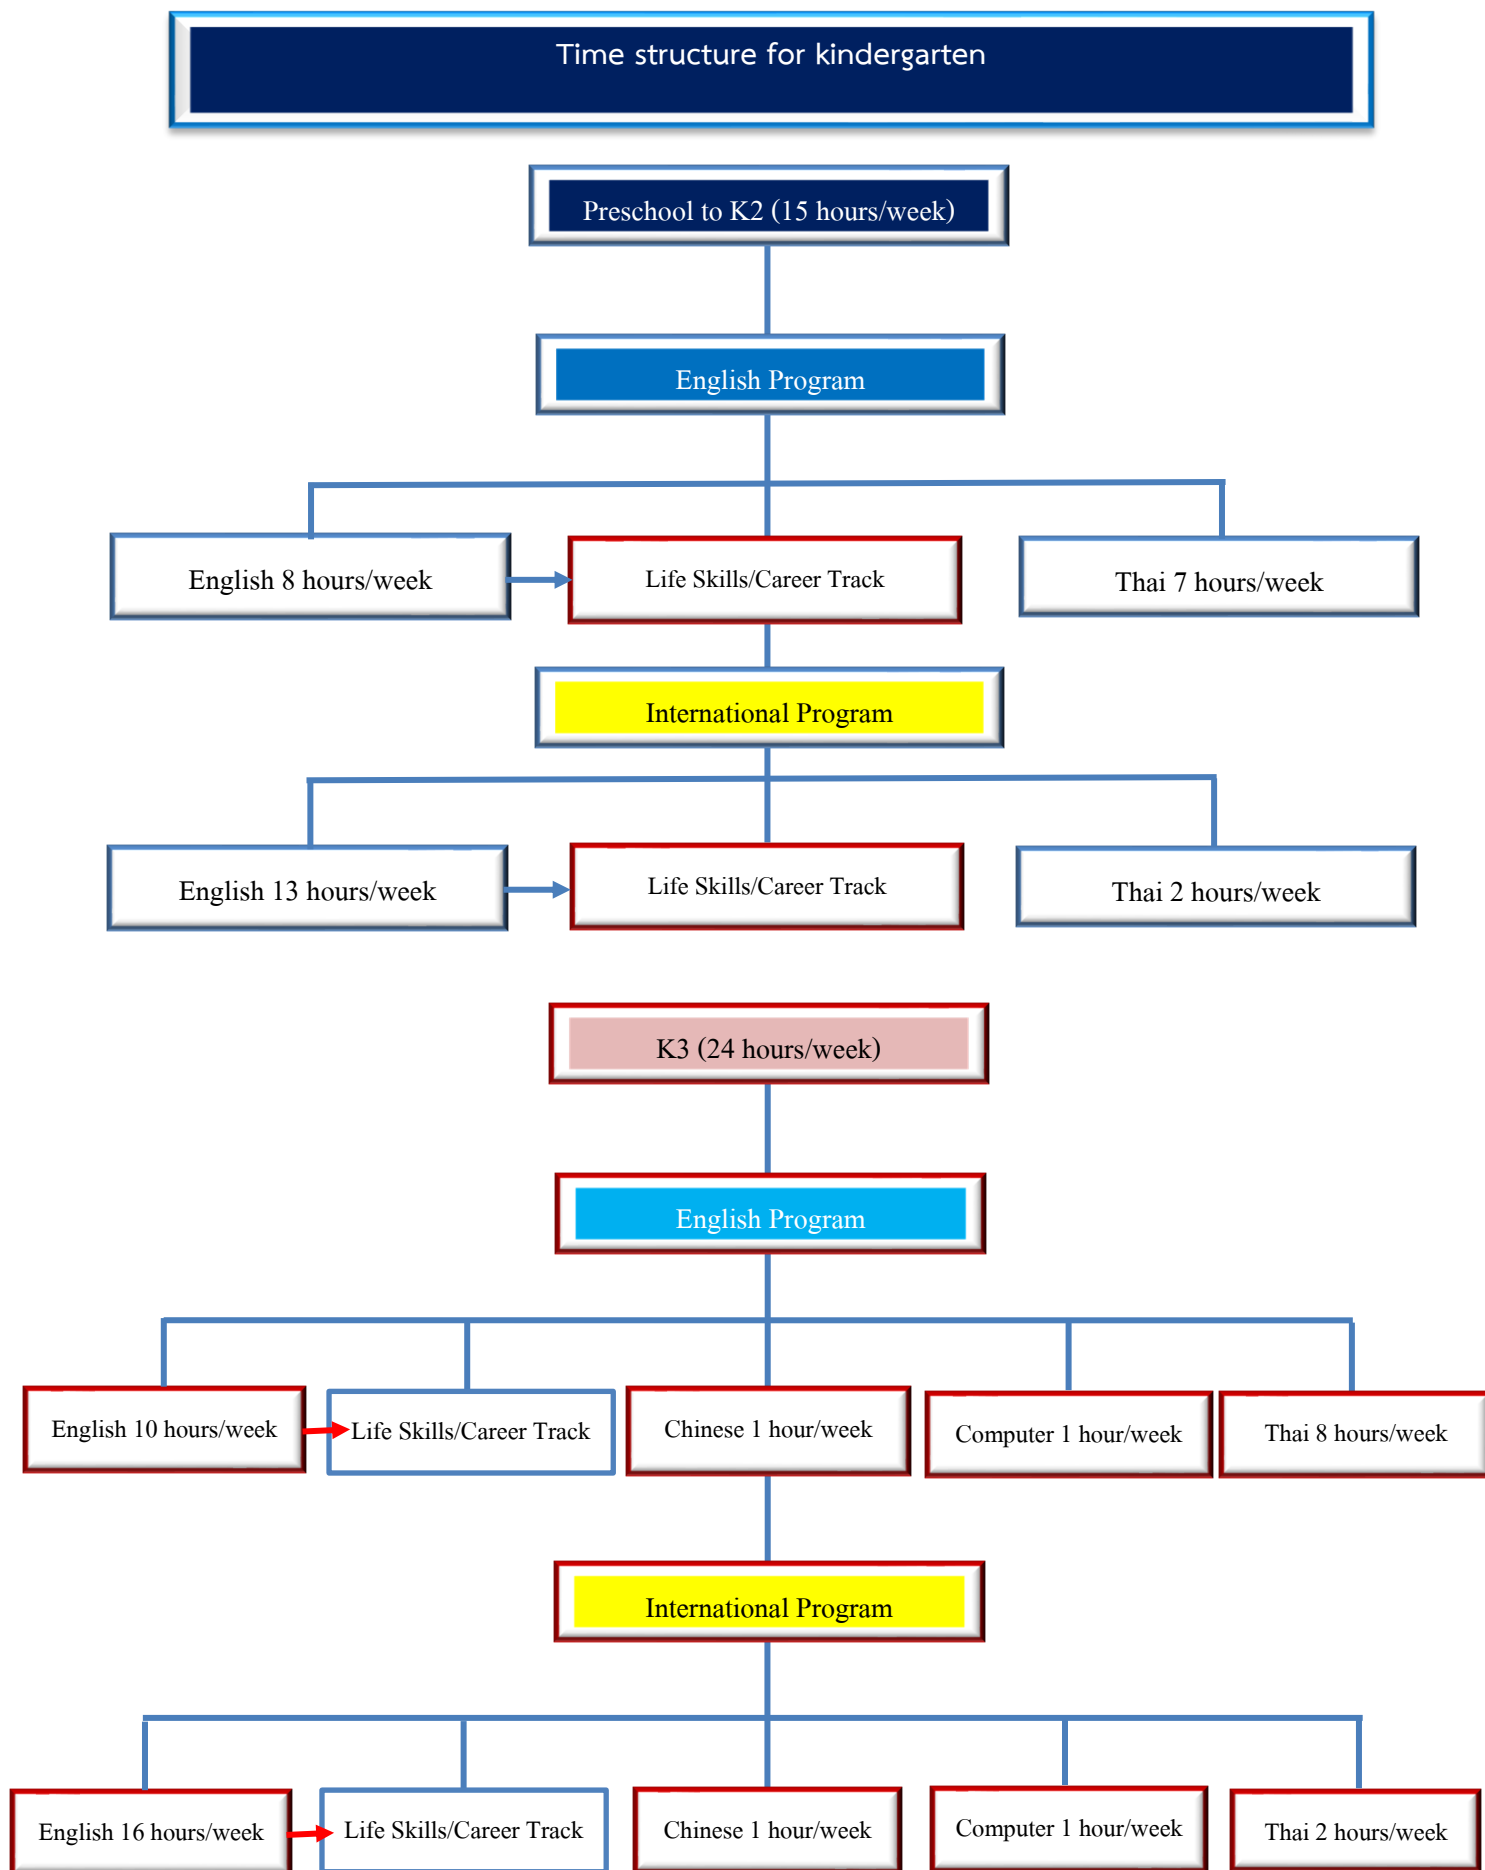 Time structure for kindergarten
Preschool to K2 (15 hours/week)
English Program
English 8 hours/week
Life Skills/Career Track
Thai 7 hours/week
International Program
English 13 hours/week
Life Skills/Career Track
Thai 2 hours/week
K3 (24 hours/week)
English Program
English 10 hours/week
Life Skills/Career Track
Chinese 1 hour/week
Computer 1 hour/week
Thai 8 hours/week
International Program
English 16 hours/week
Life Skills/Career Track
Chinese 1 hour/week
Computer 1 hour/week
Thai 2 hours/week